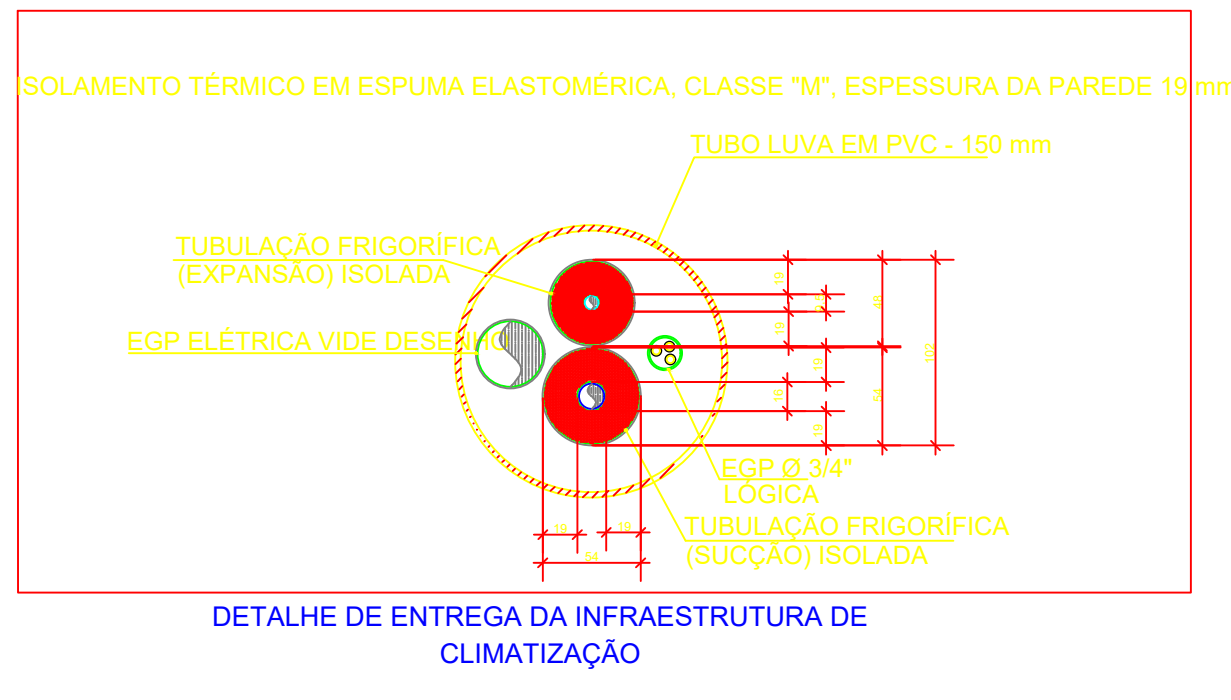 ISOLAMENTO TÉRMICO EM ESPUMA ELASTOMÉRICA, CLASSE "M", ESPESSURA DA PAREDE 19 mm
TUBO LUVA EM PVC - 150 mm
TUBULAÇÃO FRIGORÍFICA
(EXPANSÃO) ISOLADA
EGP ELÉTRICA VIDE DESENHO
19
19
48
102
19
16
54
19
EGP Ø 3/4"
LÓGICA
TUBULAÇÃO FRIGORÍFICA
(SUCÇÃO) ISOLADA
19
19
54
DETALHE DE ENTREGA DA INFRAESTRUTURA DE
CLIMATIZAÇÃO